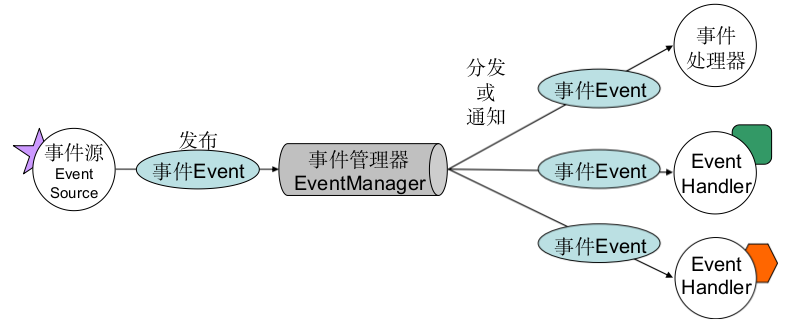 事件源
Event
Source
发布
事件Event
事件管理器
EventManager
分发
或
通知
事件Event
事件
处理器
事件Event
Event
Handler
事件Event
Event
Handler